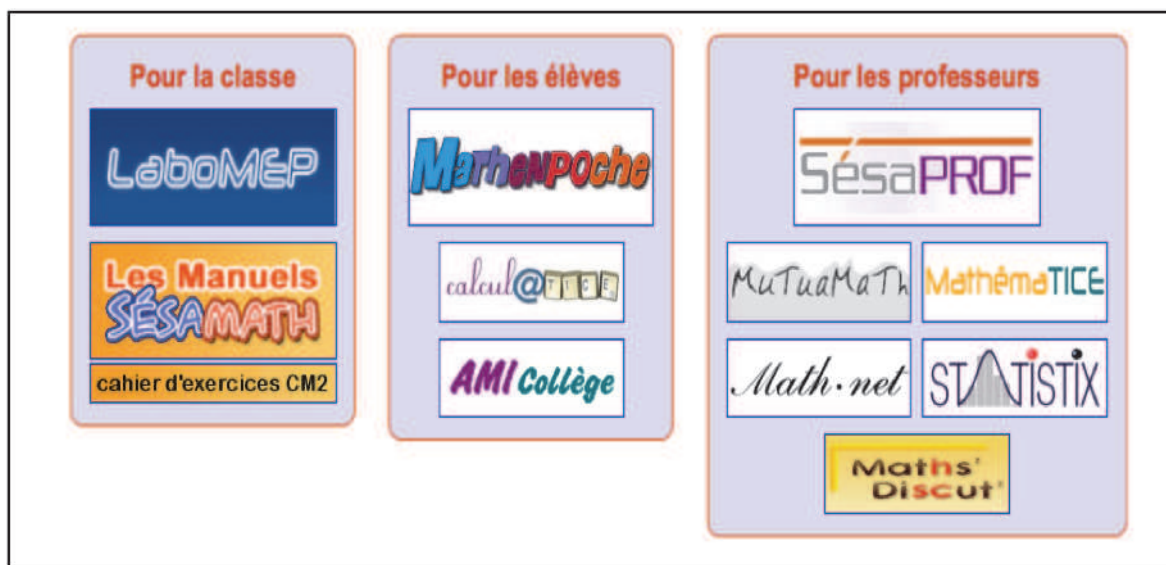 Pour la classe
LaboMEP
Les Manuels
SÉSAMATH
cahier d'exercices CM2
Pour les élèves
MATHENPOCHE
calcul@TICE
AMI Collège
Pour les professeurs
SésaPROF
MuTuaMaTh
MathémaTICE
Math.net
STATISTIX
Maths'
Discut'